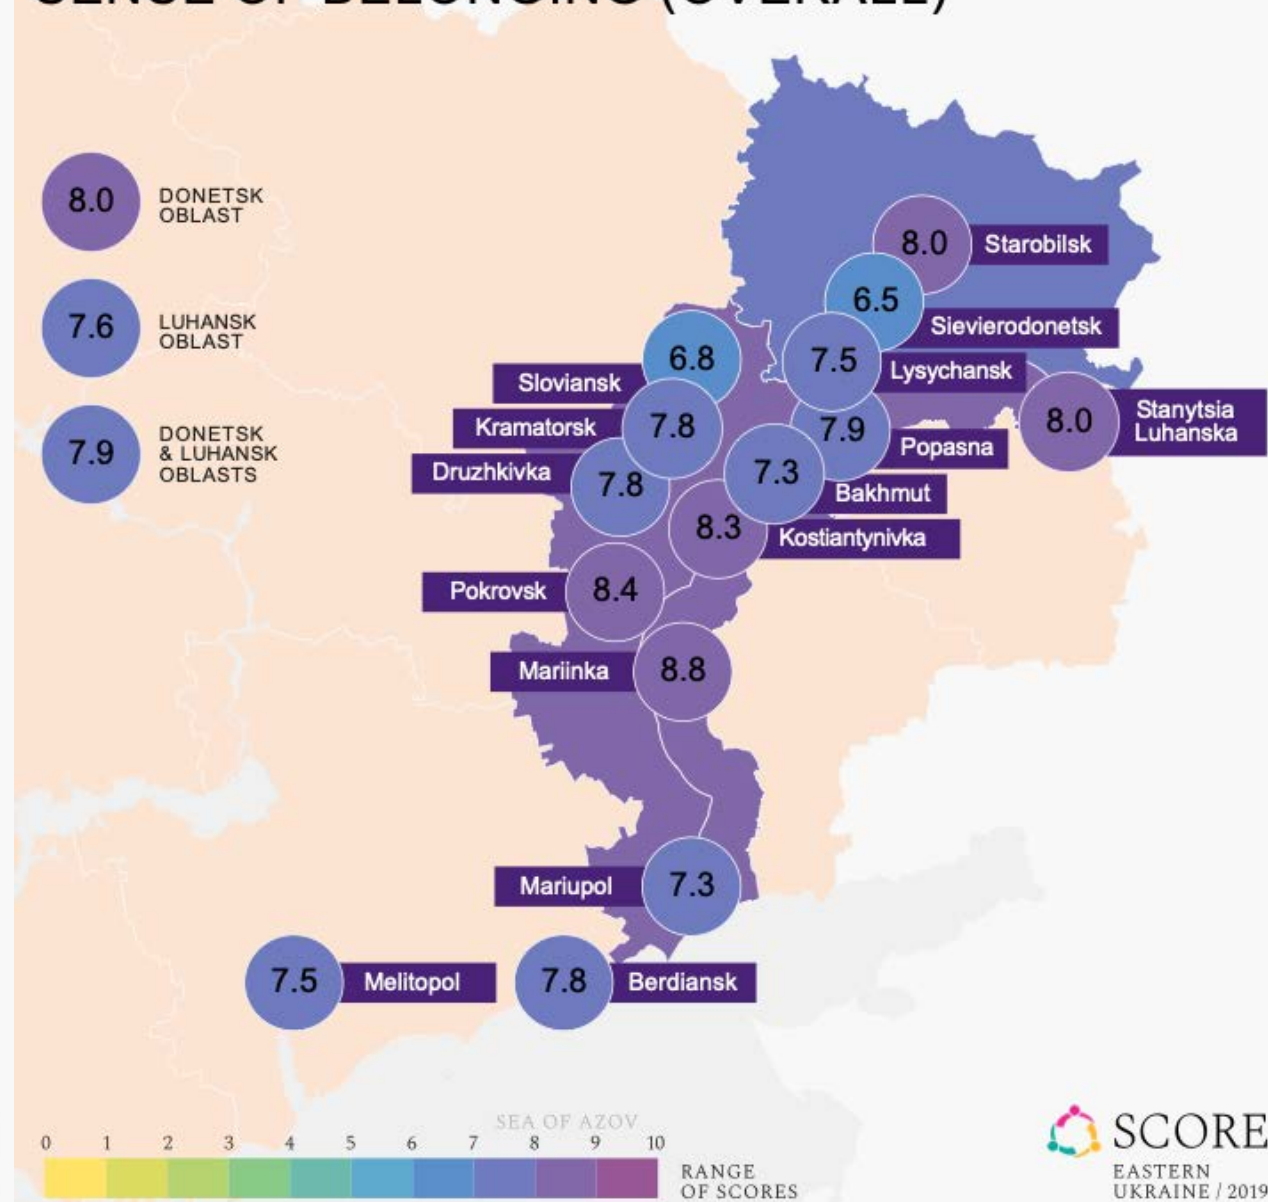 SENSE OF BELONGING (OVERALL)
8.0
DONETSK
OBLAST
7.6
LUHANSK
OBLAST
7.9
DONETSK
& LUHANSK
OBLASTS
8.0
Starobilsk
6.5
Sievierodonetsk
6.8
Sloviansk
7.5
Lysychansk
8.0
Stanytsia
Luhanska
Kramatorsk
7.8
7.9
Popasna
Druzhkivka
7.8
7.3
Bakhmut
8.3
Kostiantynivka
Pokrovsk
8.4
Mariinka
8.8
Mariupol
7.3
7.5
Melitopol
7.8
Berdiansk
SEA OF AZOV
0 1 2 3 4 5 6 7 8 9 10
RANGE
OF SCORES
SCORE
EASTERN
UKRAINE / 2019